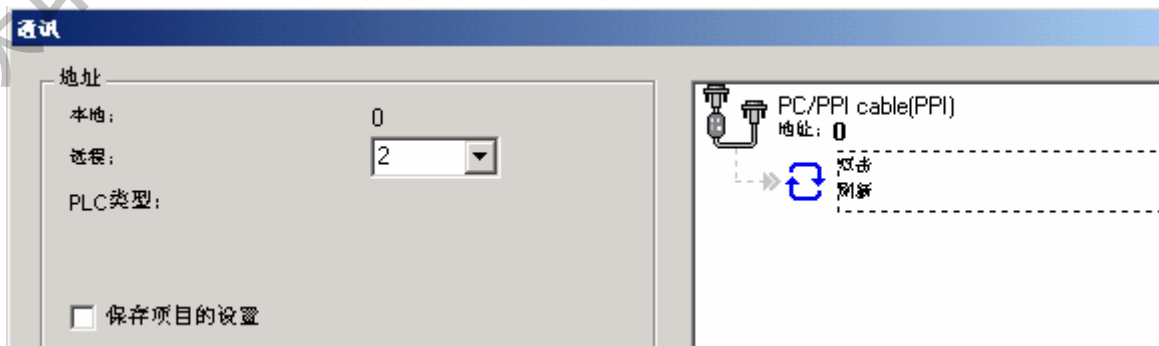 通讯
地址
本地: 0
远程: 2
PLC类型:
保存项目的设置
PC/PPI cable(PPI)
地址: 0
双击
刷新